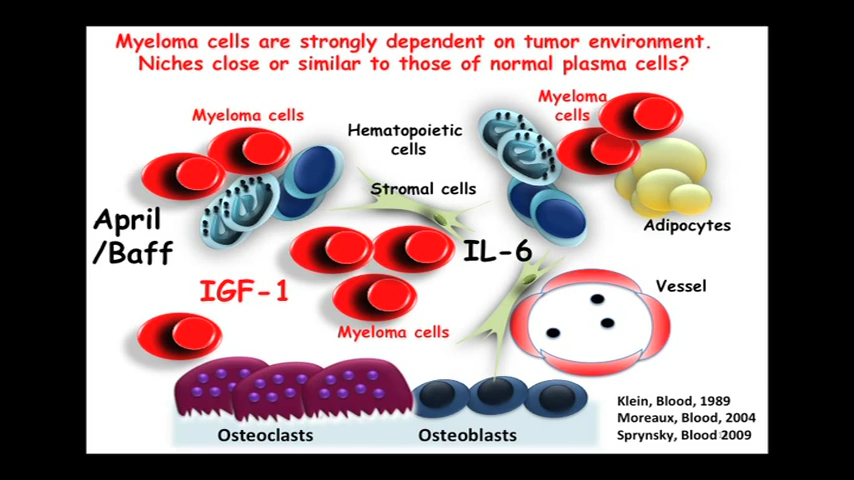 Myeloma cells are strongly dependent on tumor environment.
Niches close or similar to those of normal plasma cells?
Myeloma cells
Hematopoietic
cells
Myeloma
cells
Stromal cells
April
/Baff
Adipocytes
IL-6
IGF-1
Vessel
Myeloma cells
Osteoclasts
Osteoblasts
Klein, Blood, 1989
Moreaux, Blood, 2004
Sprynsky, Blood 2009